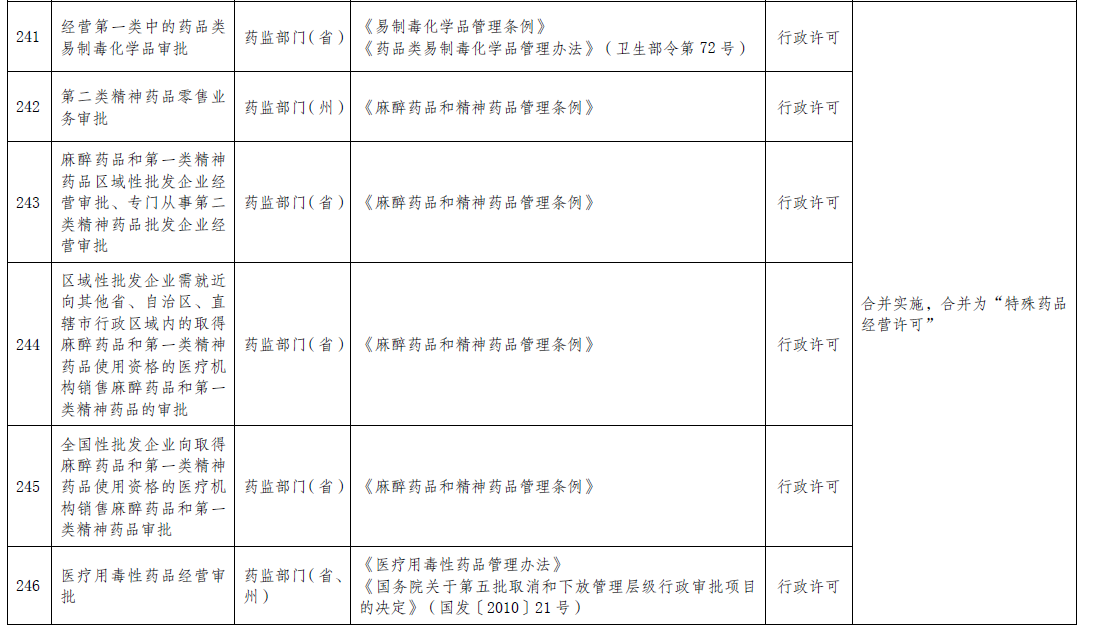 241
经营第一类中的药品类
易制毒化学品审批
药监部门(省)
《易制毒化学品管理条例》
《药品类易制毒化学品管理办法》(卫生部令第72号)
行政许可
242
第二类精神药品零售业
务审批
药监部门(州)
《麻醉药品和精神药品管理条例》
行政许可
243
麻醉药品和第一类精神
药品区域性批发企业经
营审批、专门从事第二
类精神药品批发企业经
营审批
药监部门(省)
《麻醉药品和精神药品管理条例》
行政许可
244
区域性批发企业需就近
向其他省、自治区、直
辖市行政区域内的取得
麻醉药品和第一类精神
药品使用资格的医疗机
构销售麻醉药品和第一
类精神药品的审批
药监部门(省)
《麻醉药品和精神药品管理条例》
行政许可
合并实施,合并为“特殊药品
经营许可”
245
全国性批发企业向取得
麻醉药品和第一类精神
药品使用资格的医疗机
构销售麻醉药品和第一
类精神药品审批
药监部门(省)
《麻醉药品和精神药品管理条例》
行政许可
246
医疗用毒性药品经营审
批
药监部门(省、
州)
《医疗用毒性药品管理办法》
《国务院关于第五批取消和下放管理层级行政审批项目
的决定》(国发〔2010〕21号)
行政许可